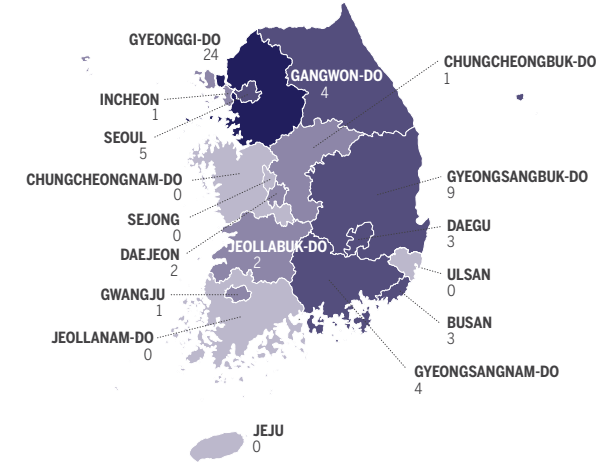 GYEONGGI-DO
24
GANGWON-DO
4
CHUNGCHEONGBUK-DO
1
INCHEON
1
SEOUL
5
CHUNGCHEONGNAM-DO
0
GYEONGSANGBUK-DO
9
SEJONG
0
DAEGU
3
DAEJEON
2
JEOLLABUK-DO
2
ULSAN
0
GWANGJU
1
BUSAN
3
JEOLLANAM-DO
0
GYEONGSANGNAM-DO
4
JEJU
0